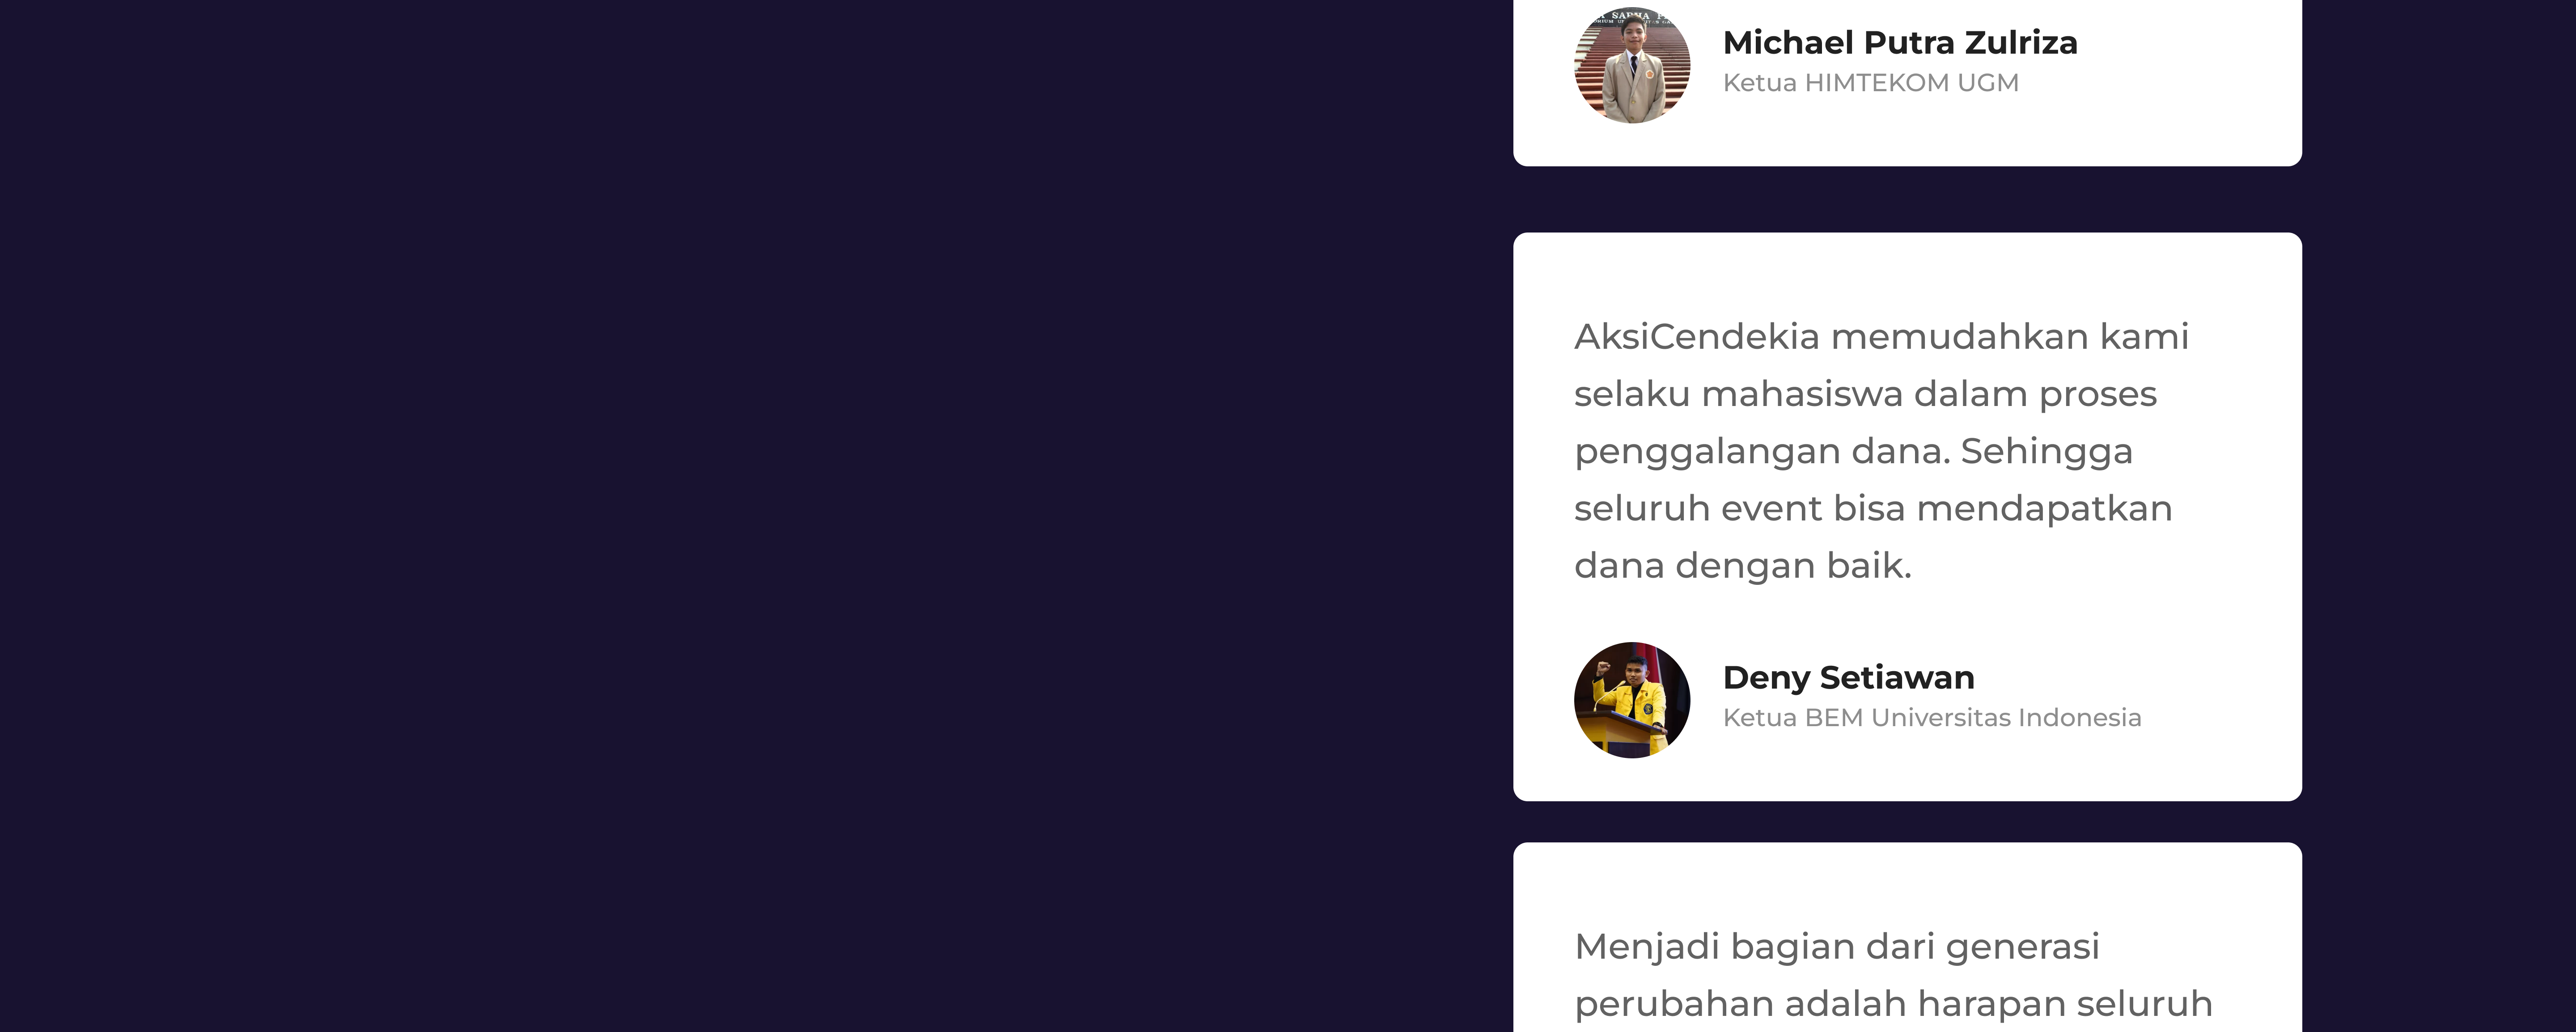 Michael Putra Zulriza
Ketua HIMTEKOM UGM
AksiCendekia memudahkan kami
selaku mahasiswa dalam proses
penggalangan dana. Sehingga
seluruh event bisa mendapatkan
dana dengan baik.
Deny Setiawan
Ketua BEM Universitas Indonesia
Menjadi bagian dari generasi
perubahan adalah harapan seluruh